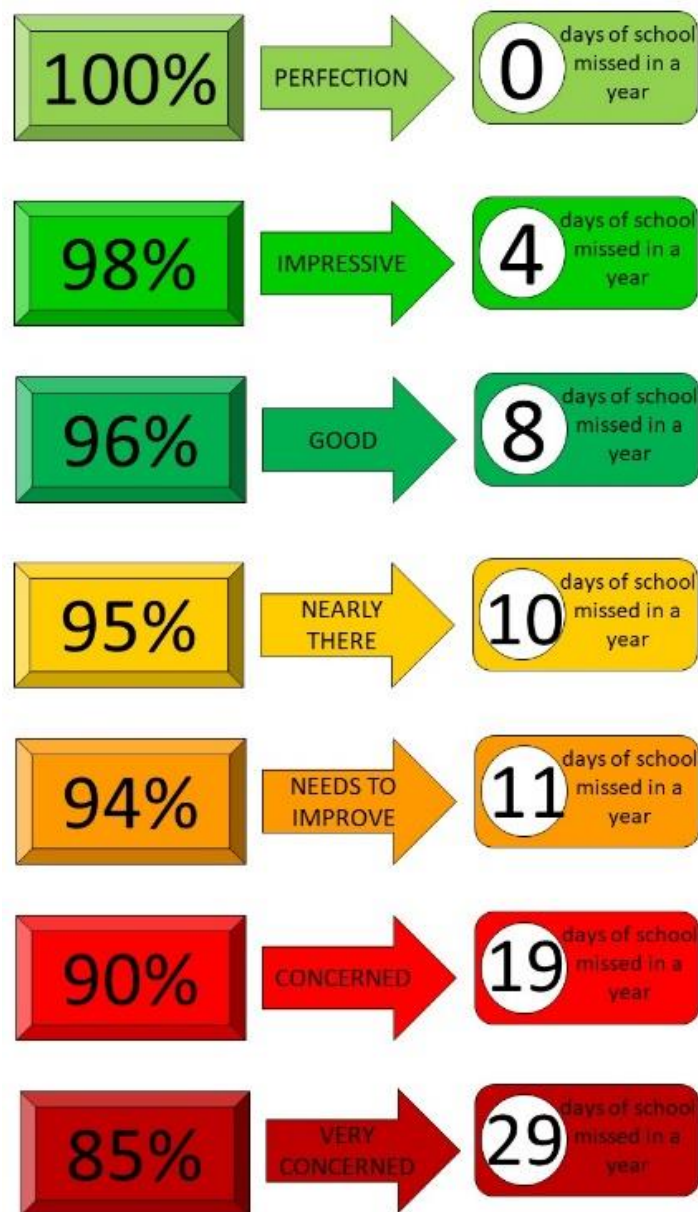 100%
PERFECTION
0
days of school
missed in a
year
98%
IMPRESSIVE
4
days of school
missed in a
year
96%
GOOD
8
days of school
missed in a
year
95%
NEARLY
THERE
10
days of school
missed in a
year
94%
NEEDS TO
IMPROVE
11
days of school
missed in a
year
90%
CONCERNED
19
days of school
missed in a
year
85%
VERY
CONCERNED
29
days of school
missed in a
year